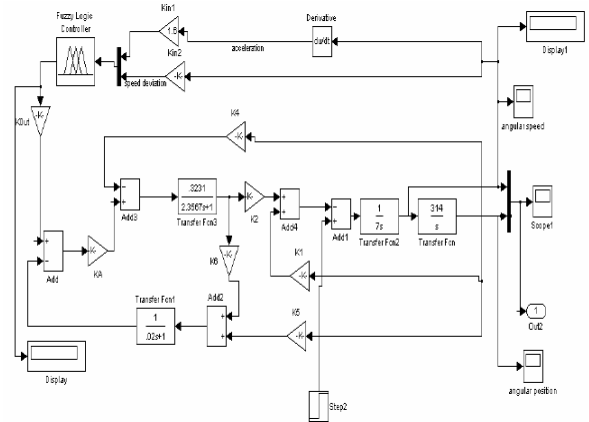 Fuzzy Logic
Controller
Kin1
1.6
Derivative
du/dt
Display1
acceleration
Kin2
-K-
speed deviation
K0ut
-K-
K4
-K-
angular speed
Add3
.3231
2.3567s+1
Transfer Fcn3
K-
K2
Add4
Add1
1
7s
Transfer Fcn2
314
s
Transfer Fcn
Scope1
Add
K-
KA
-K-
K6
K1
-K-
Transfer Fcn1
1
.02s+1
Add2
K5
-K-
1
Out2
Display
Step2
angular position